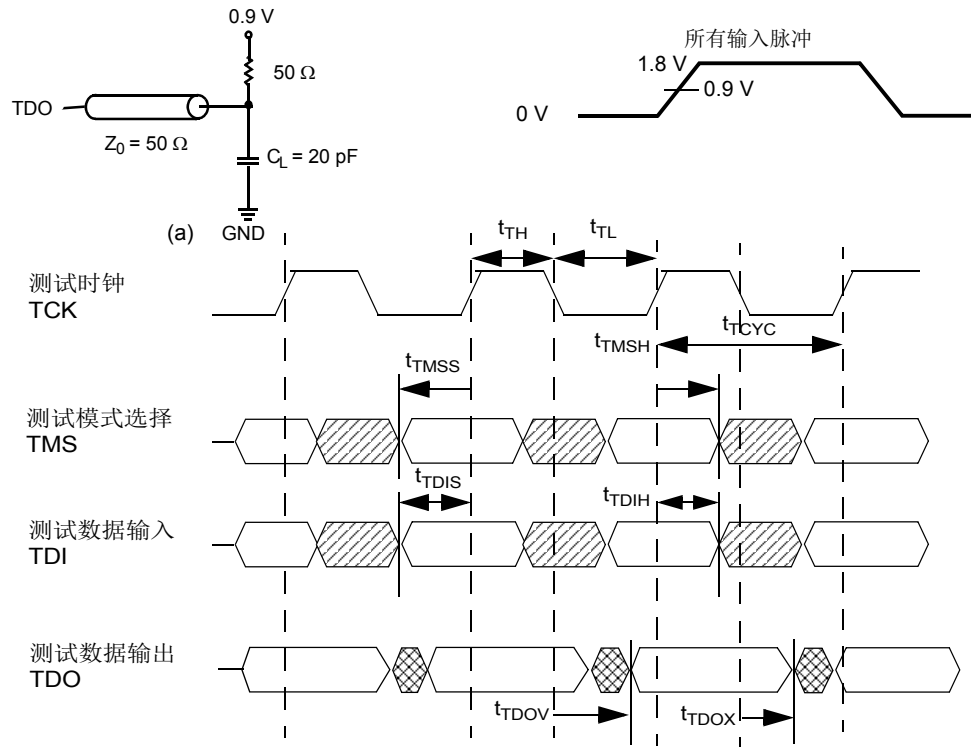 0.9 V
50 Ω
TDO
Z0 = 50 Ω
CL = 20 pF
(a)
GND
所有输入脉冲
1.8 V
0.9 V
0 V
tTH
tTL
测试时钟
TCK
tTCYC
tTMSH
tTMSS
测试模式选择
TMS
tTDIS
tTDIH
测试数据输入
TDI
测试数据输出
TDO
tTDOV
tTDOX